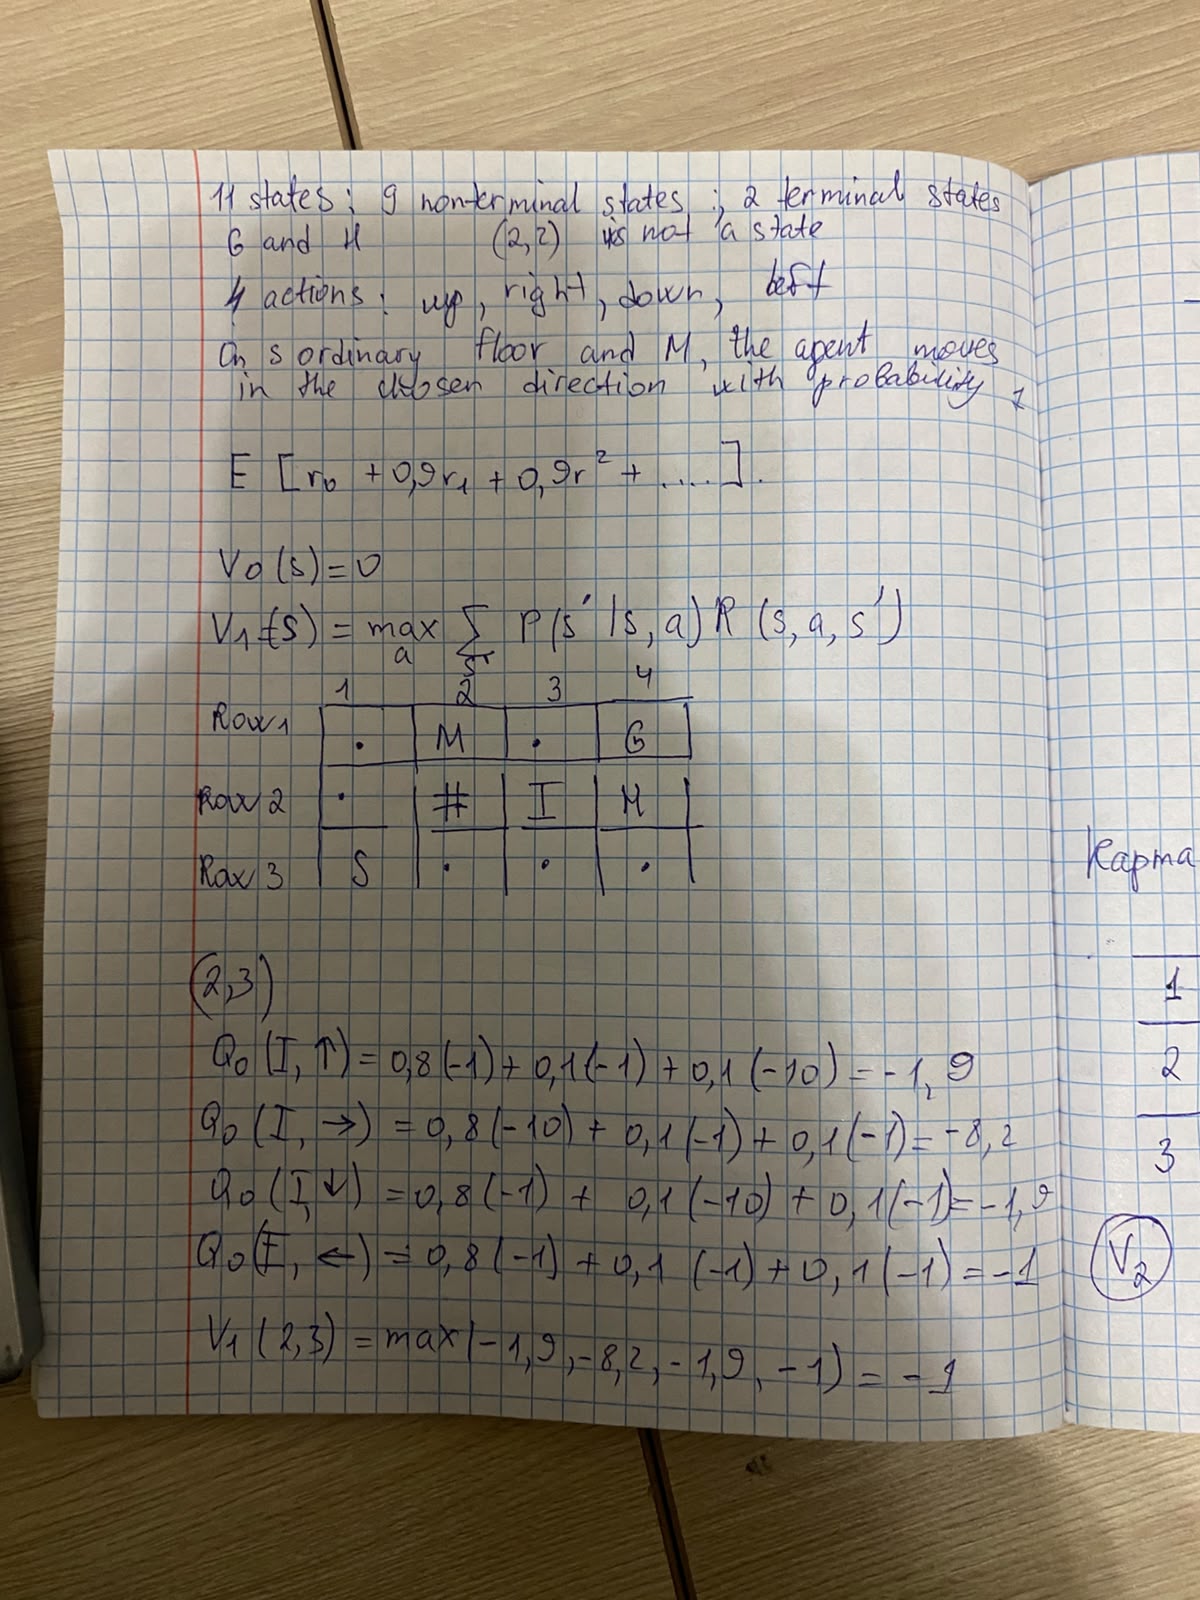 11 states; 9 nonterminal states; 2 terminal states
G and H (2,2) is not a state
4 actions: up, right, down, left
On S ordinary floor and M, the agent moves
in the chosen direction with probability 1
E [r₀ + 0,9r₁ + 0,9r² + ....].
V0(s)=0
V₁(S) = max Σ P(s' | s, a) R (s, a, s')
a s'
1 2 3 4
Row 1 . M . G
Row 2 . # I H
Row 3 S . . .
(2,3)
Q0 (I, ↑) = 0,8(-1) + 0,1(-1) + 0,1(-10) = -1,9
Q0 (I, →) = 0,8(-10) + 0,1(-1) + 0,1(-1) = -8,2
Q0 (I, ↓) = 0,8(-1) + 0,1(-10) + 0,1(-1) = -1,9
Q0 (I, ←) = 0,8(-1) + 0,1(-1) + 0,1(-1) = -1
V1 (2,3) = max(-1,9, -8,2, -1,9, -1) = -1
Карта
1
2
3
V₂